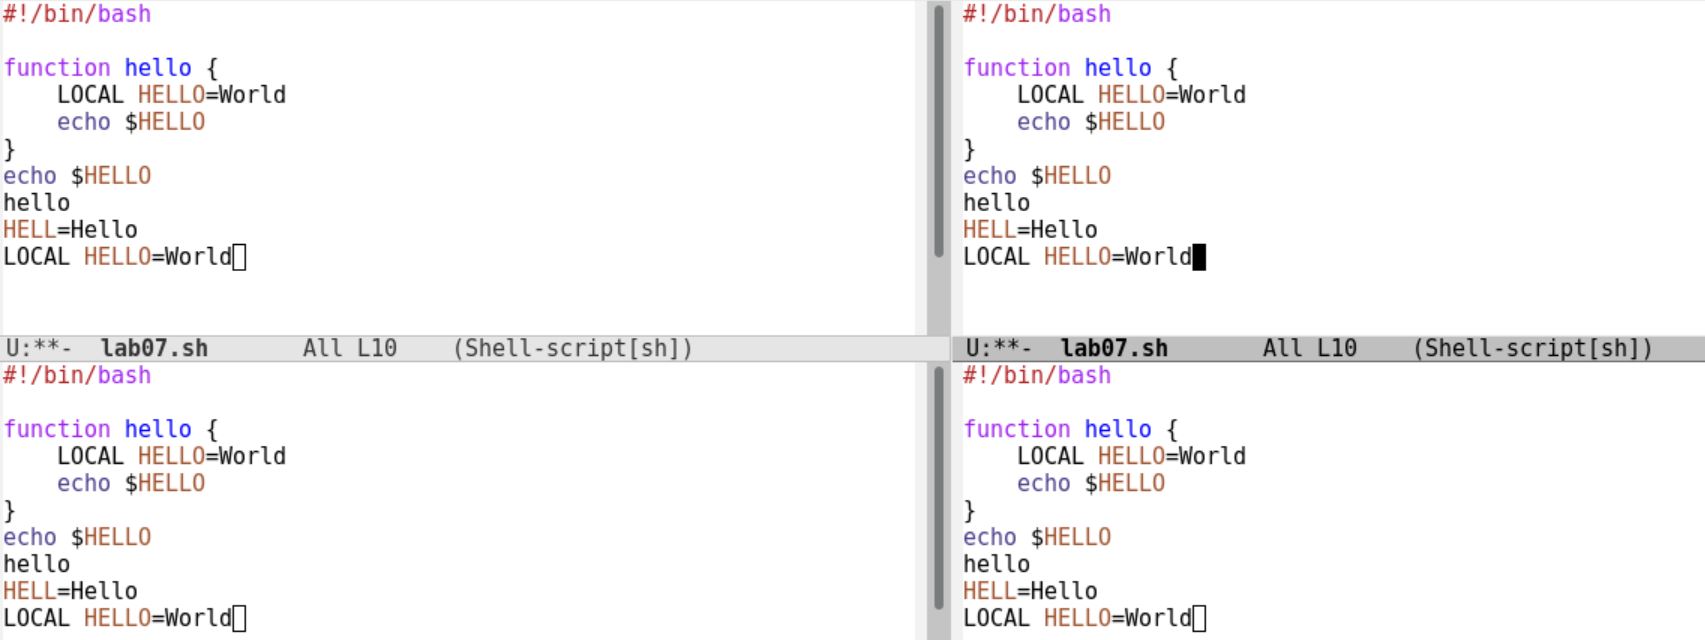 #!/bin/bash
function hello {
    LOCAL HELLO=World
    echo $HELLO
}
echo $HELLO
hello
HELL=Hello
LOCAL HELLO=World
U:**-  lab07.sh       All L10    (Shell-script[sh])
#!/bin/bash
function hello {
    LOCAL HELLO=World
    echo $HELLO
}
echo $HELLO
hello
HELL=Hello
LOCAL HELLO=World
U:**-  lab07.sh       All L10    (Shell-script[sh])
#!/bin/bash
function hello {
    LOCAL HELLO=World
    echo $HELLO
}
echo $HELLO
hello
HELL=Hello
LOCAL HELLO=World
#!/bin/bash
function hello {
    LOCAL HELLO=World
    echo $HELLO
}
echo $HELLO
hello
HELL=Hello
LOCAL HELLO=World